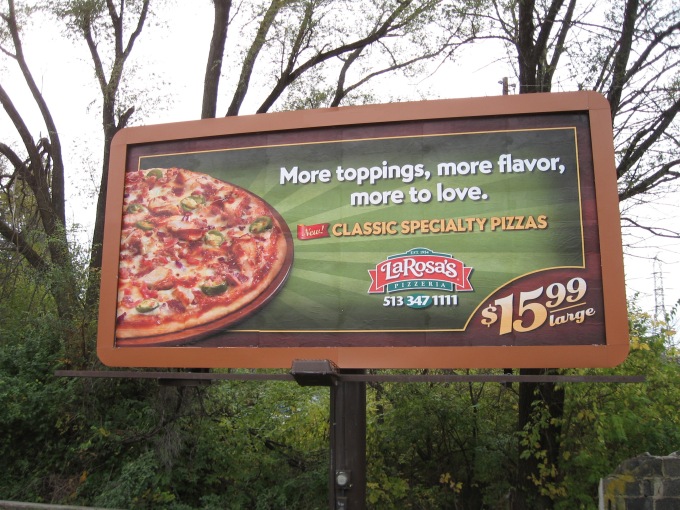 More toppings, more flavor,
more to love.
New! CLASSIC SPECIALTY PIZZAS
EST. 1954
LaRosa's
PIZZERIA
513 347 1111
$15.99
large